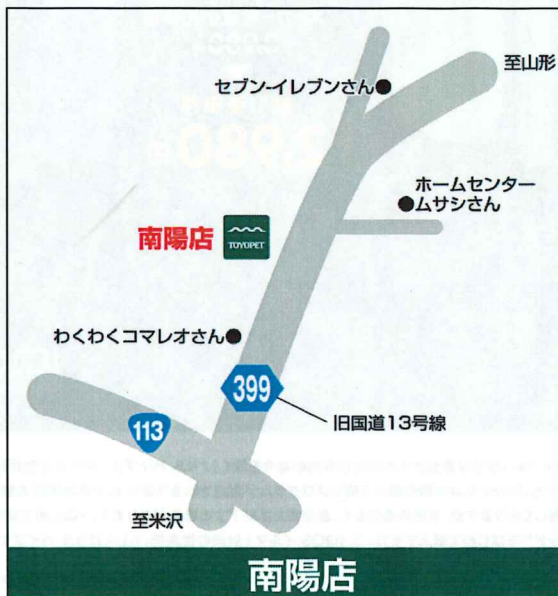 至山形
セブン-イレブンさん
ホームセンター
ムサシさん
南陽店
TOYOPET
わくわくコマレオさん
399
旧国道13号線
113
至米沢
南陽店